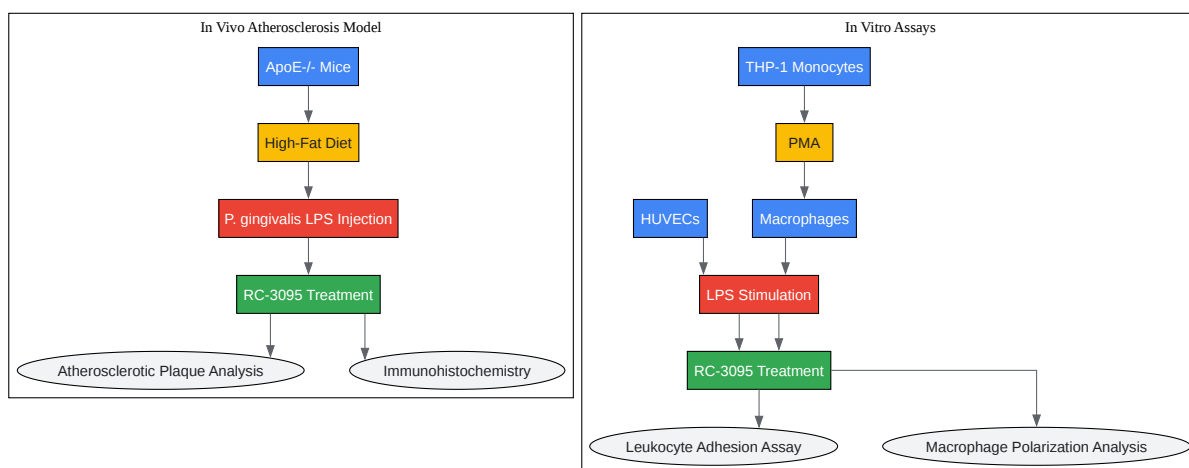 In Vivo Atherosclerosis Model
ApoE-/- Mice
High-Fat Diet
P. gingivalis LPS Injection
RC-3095 Treatment
Atherosclerotic Plaque Analysis
Immunohistochemistry
In Vitro Assays
THP-1 Monocytes
PMA
HUVECs
Macrophages
LPS Stimulation
RC-3095 Treatment
Leukocyte Adhesion Assay
Macrophage Polarization Analysis